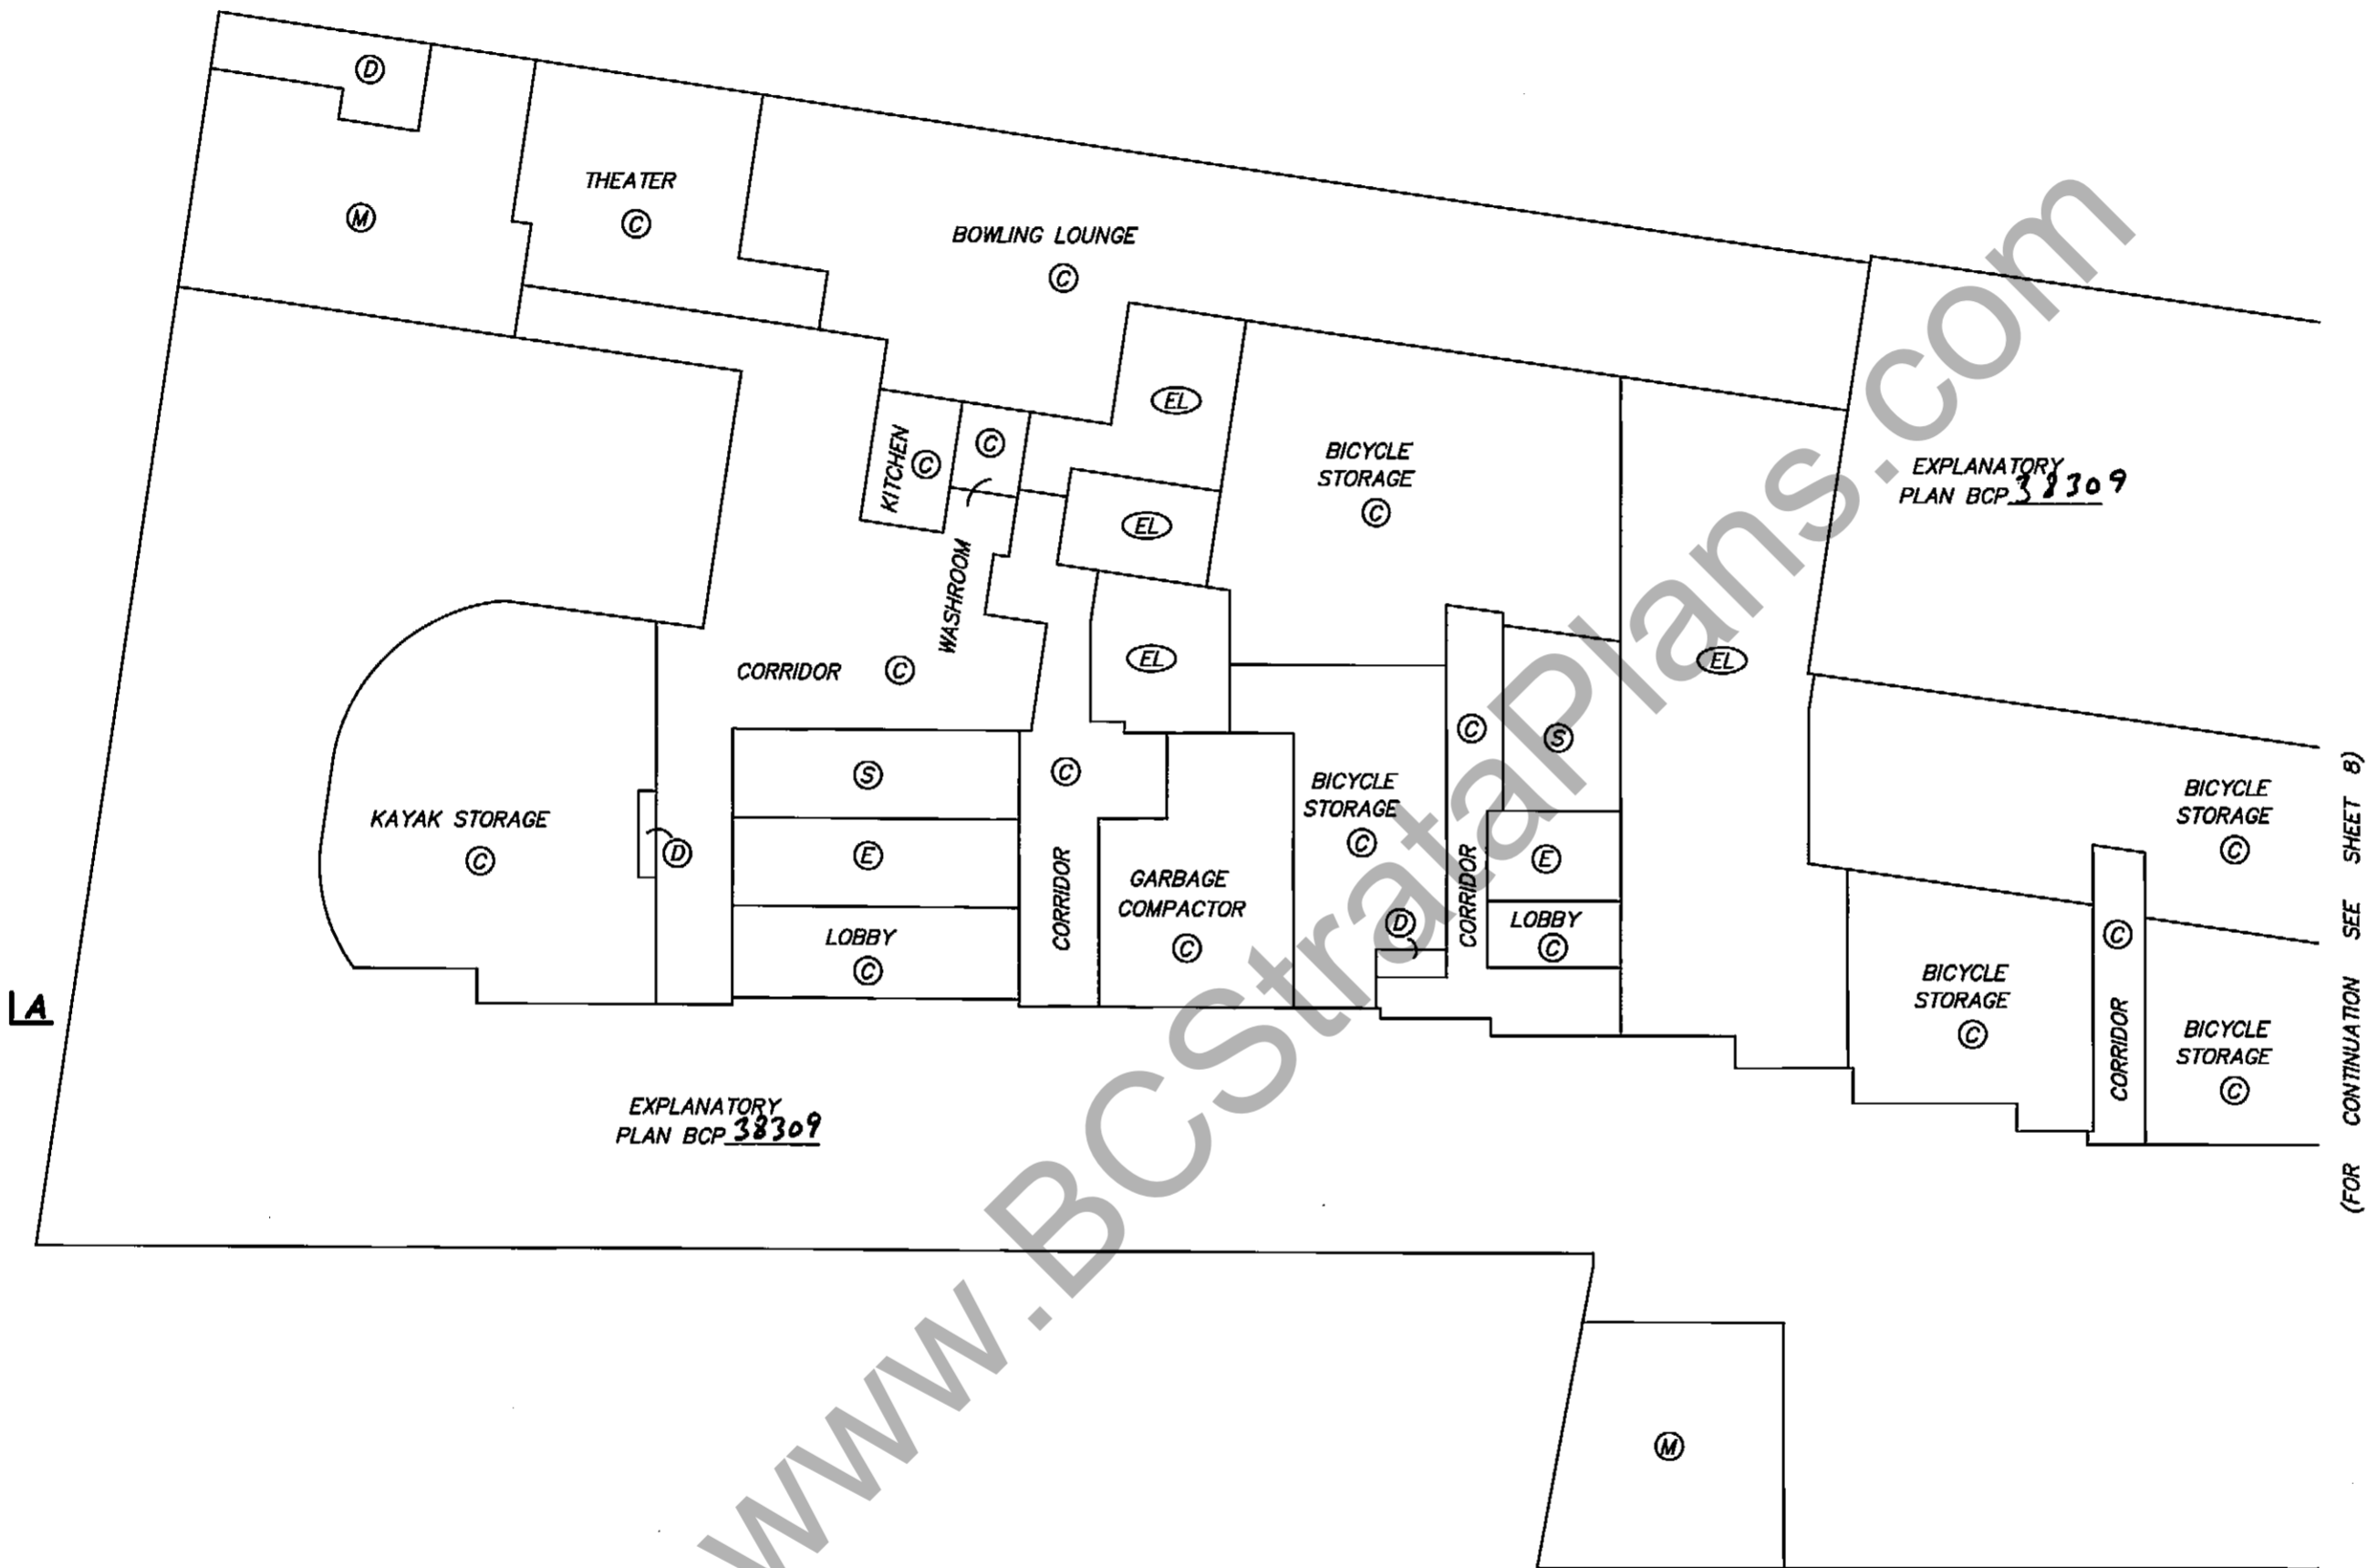 D
THEATER
C
M
BOWLING LOUNGE
C
EL
KITCHEN
C
C
BICYCLE
STORAGE
C
EXPLANATORY
PLAN BCP 38309
EL
WASHROOM
EL
EL
CORRIDOR C
C
S
S
C
BICYCLE
STORAGE
C
BICYCLE
STORAGE
C
KAYAK STORAGE
C
D
E
E
GARBAGE
COMPACTOR
C
CORRIDOR
CORRIDOR
D
LOBBY
C
LOBBY
C
C
BICYCLE
STORAGE
C
CORRIDOR
BICYCLE
STORAGE
C
A
EXPLANATORY
PLAN BCP 38309
M
(FOR CONTINUATION SEE SHEET 8)
www.BCStrataPlans.com